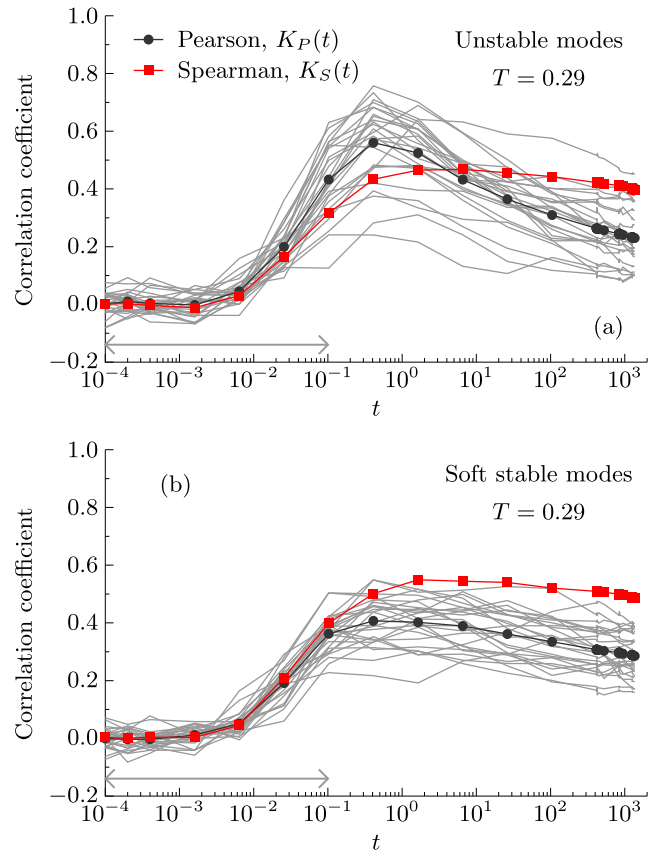 1.0
0.8
0.6
0.4
0.2
0.0
−0.2
Correlation coefficient
Pearson, K_P(t)
Spearman, K_S(t)
Unstable modes
T = 0.29
(a)
10^−4 10^−3 10^−2 10^−1 10^0 10^1 10^2 10^3
t
1.0
0.8
0.6
0.4
0.2
0.0
−0.2
Correlation coefficient
(b)
Soft stable modes
T = 0.29
10^−4 10^−3 10^−2 10^−1 10^0 10^1 10^2 10^3
t